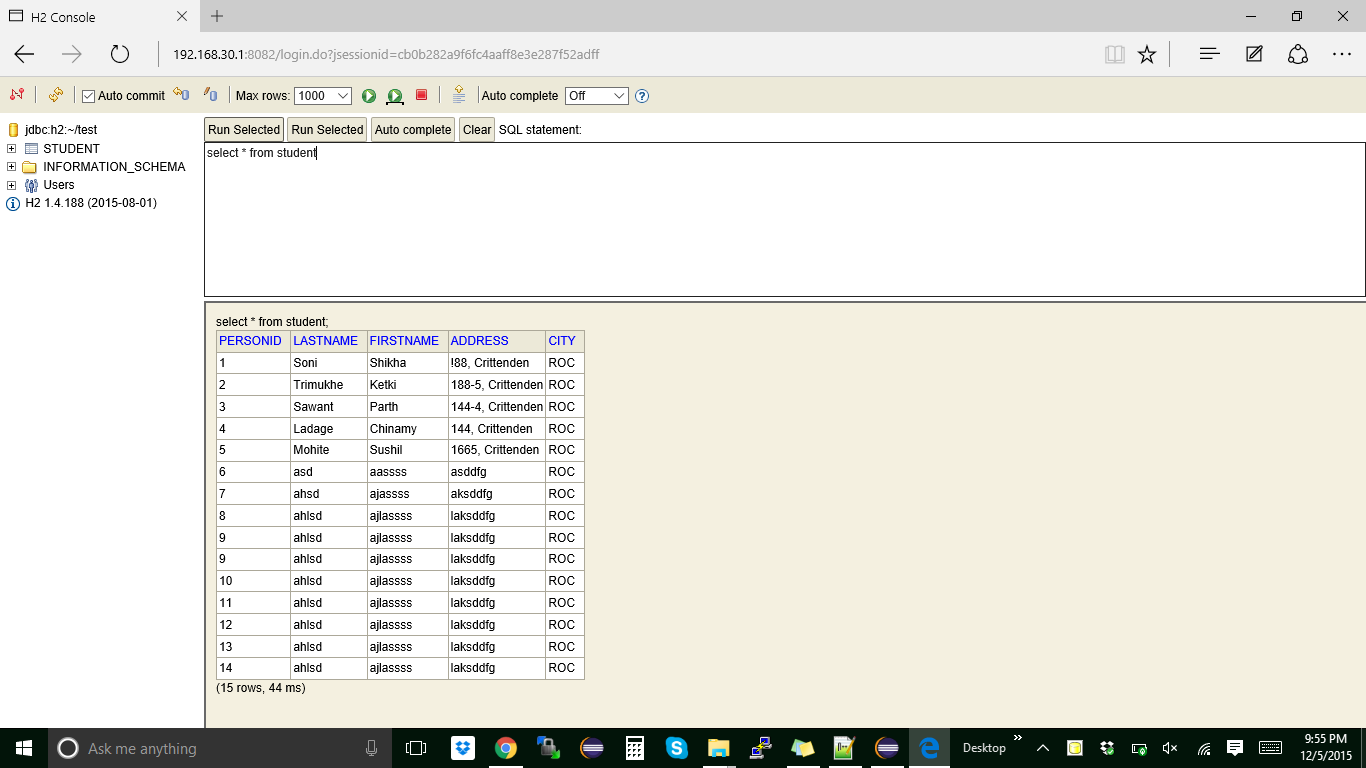 H2 Console
192.168.30.1:8082/login.do?jsessionid=cb0b282a9f6fc4aaff8e3e287f52adff
Auto commit Max rows: 1000 Auto complete Off
jdbc:h2:~/test
STUDENT
INFORMATION_SCHEMA
Users
H2 1.4.188 (2015-08-01)
Run Selected Run Selected Auto complete Clear SQL statement:
select * from student
select * from student;
PERSONID LASTNAME FIRSTNAME ADDRESS CITY
1 Soni Shikha !88, Crittenden ROC
2 Trimukhe Ketki 188-5, Crittenden ROC
3 Sawant Parth 144-4, Crittenden ROC
4 Ladage Chinamy 144, Crittenden ROC
5 Mohite Sushil 1665, Crittenden ROC
6 asd aassss asddfg ROC
7 ahsd ajassss aksddfg ROC
8 ahlsd ajlassss laksddfg ROC
9 ahlsd ajlassss laksddfg ROC
9 ahlsd ajlassss laksddfg ROC
10 ahlsd ajlassss laksddfg ROC
11 ahlsd ajlassss laksddfg ROC
12 ahlsd ajlassss laksddfg ROC
13 ahlsd ajlassss laksddfg ROC
14 ahlsd ajlassss laksddfg ROC
(15 rows, 44 ms)
Ask me anything
Desktop
9:55 PM
12/5/2015